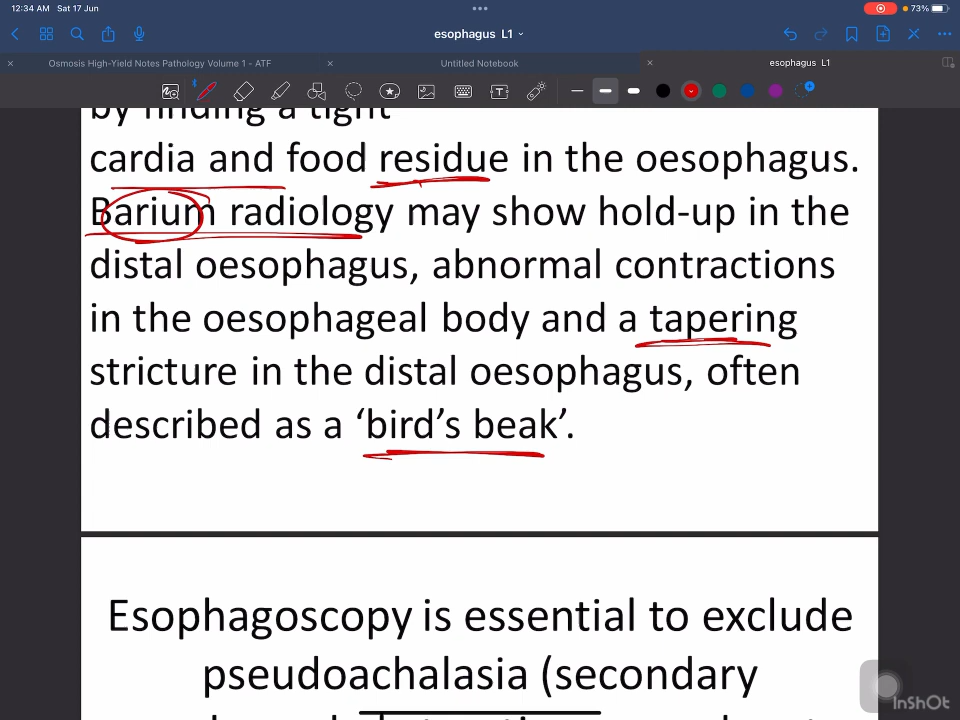 12:34 AM Sat 17 Jun
73%
esophagus L1
Osmosis High-Yield Notes Pathology Volume 1 - ATF
Untitled Notebook
esophagus L1
by finding a tight
cardia and food residue in the oesophagus.
Barium radiology may show hold-up in the
distal oesophagus, abnormal contractions
in the oesophageal body and a tapering
stricture in the distal oesophagus, often
described as a ‘bird’s beak’.
Esophagoscopy is essential to exclude
pseudoachalasia (secondary
InShOt